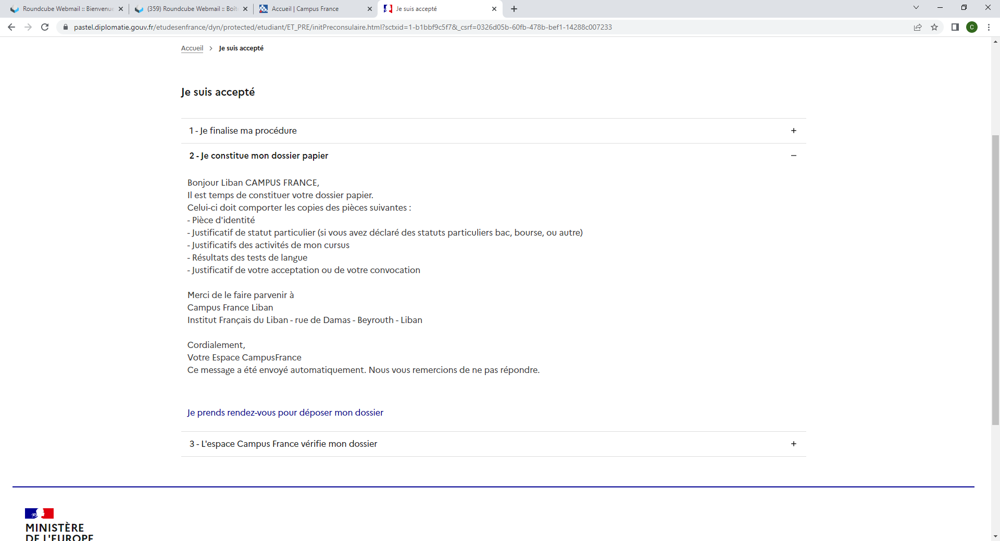 Roundcube Webmail :: Bienvenue
(359) Roundcube Webmail :: Boît
Accueil | Campus France
Je suis accepté
pastel.diplomatie.gouv.fr/etudesenfrance/dyn/protected/etudiant/ET_PRE/initPreconsulaire.html?sctxid=1-b1bbf9c5f7&_csrf=0326d05b-60fb-478b-bef1-14288c007233
C
Accueil > Je suis accepté
Je suis accepté
1 - Je finalise ma procédure
2 - Je constitue mon dossier papier
Bonjour Liban CAMPUS FRANCE,
Il est temps de constituer votre dossier papier.
Celui-ci doit comporter les copies des pièces suivantes :
- Pièce d'identité
- Justificatif de statut particulier (si vous avez déclaré des statuts particuliers bac, bourse, ou autre)
- Justificatifs des activités de mon cursus
- Résultats des tests de langue
- Justificatif de votre acceptation ou de votre convocation
Merci de le faire parvenir à
Campus France Liban
Institut Français du Liban - rue de Damas - Beyrouth - Liban
Cordialement,
Votre Espace CampusFrance
Ce message a été envoyé automatiquement. Nous vous remercions de ne pas répondre.
Je prends rendez-vous pour déposer mon dossier
3 - L'espace Campus France vérifie mon dossier
MINISTÈRE
DE L'EUROPE